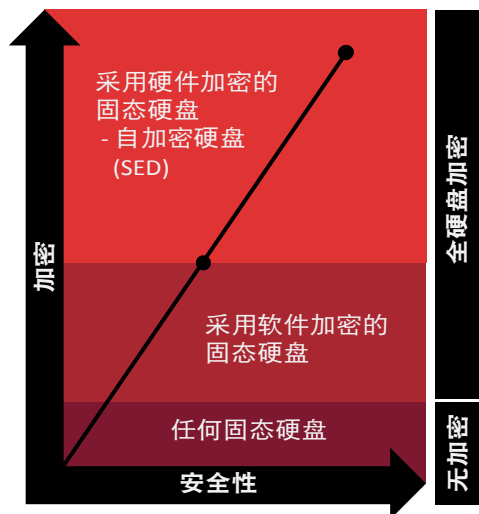 采用硬件加密的
固态硬盘
- 自加密硬盘
(SED)
采用软件加密的
固态硬盘
任何固态硬盘
加密
安全性
全硬盘加密
无加密